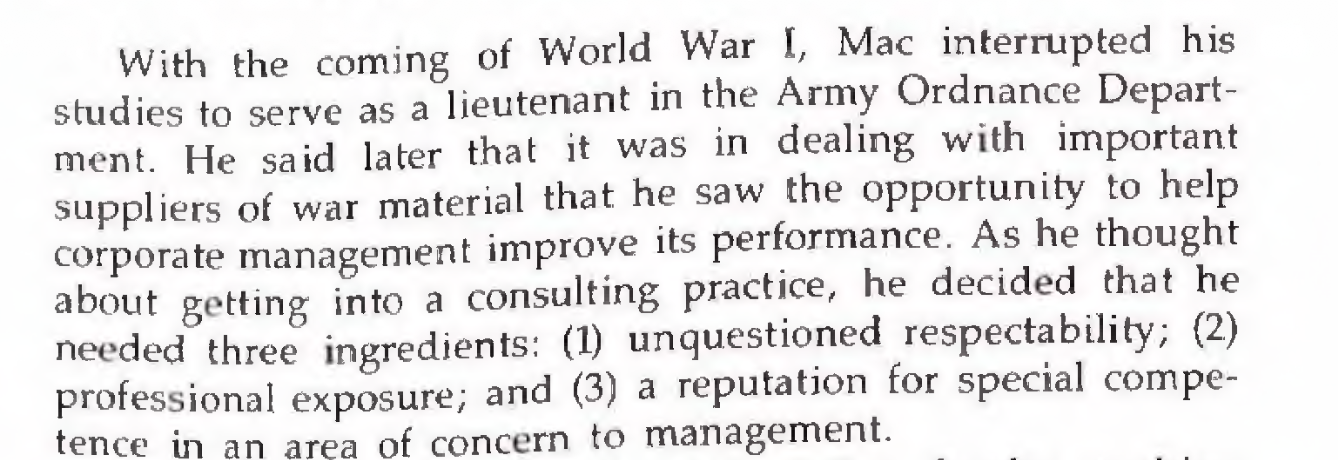 With the coming of World War I, Mac interrupted his
studies to serve as a lieutenant in the Army Ordnance Depart-
ment. He said later that it was in dealing with important
suppliers of war material that he saw the opportunity to help
corporate management improve its performance. As he thought
about getting into a consulting practice, he decided that he
needed three ingredients: (1) unquestioned respectability; (2)
professional exposure; and (3) a reputation for special compe-
tence in an area of concern to management.